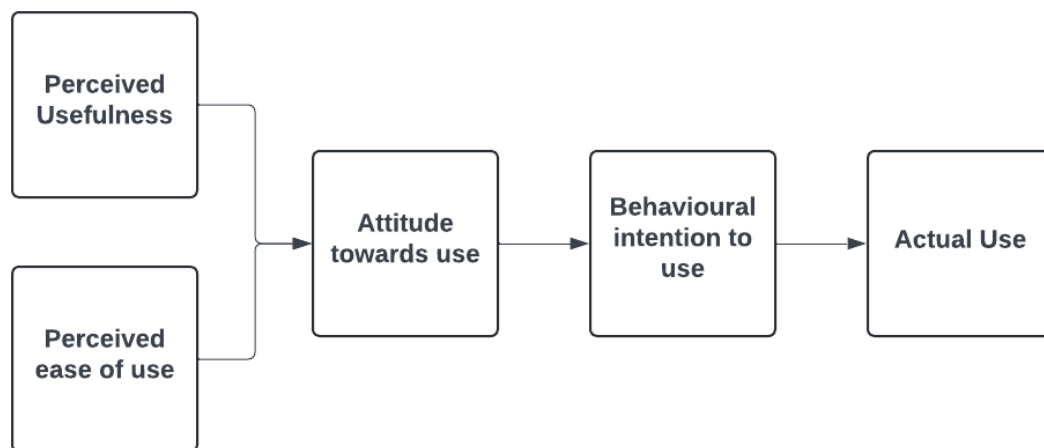 Perceived
Usefulness
Perceived
ease of use
Attitude
towards use
Behavioural
intention to
use
Actual Use